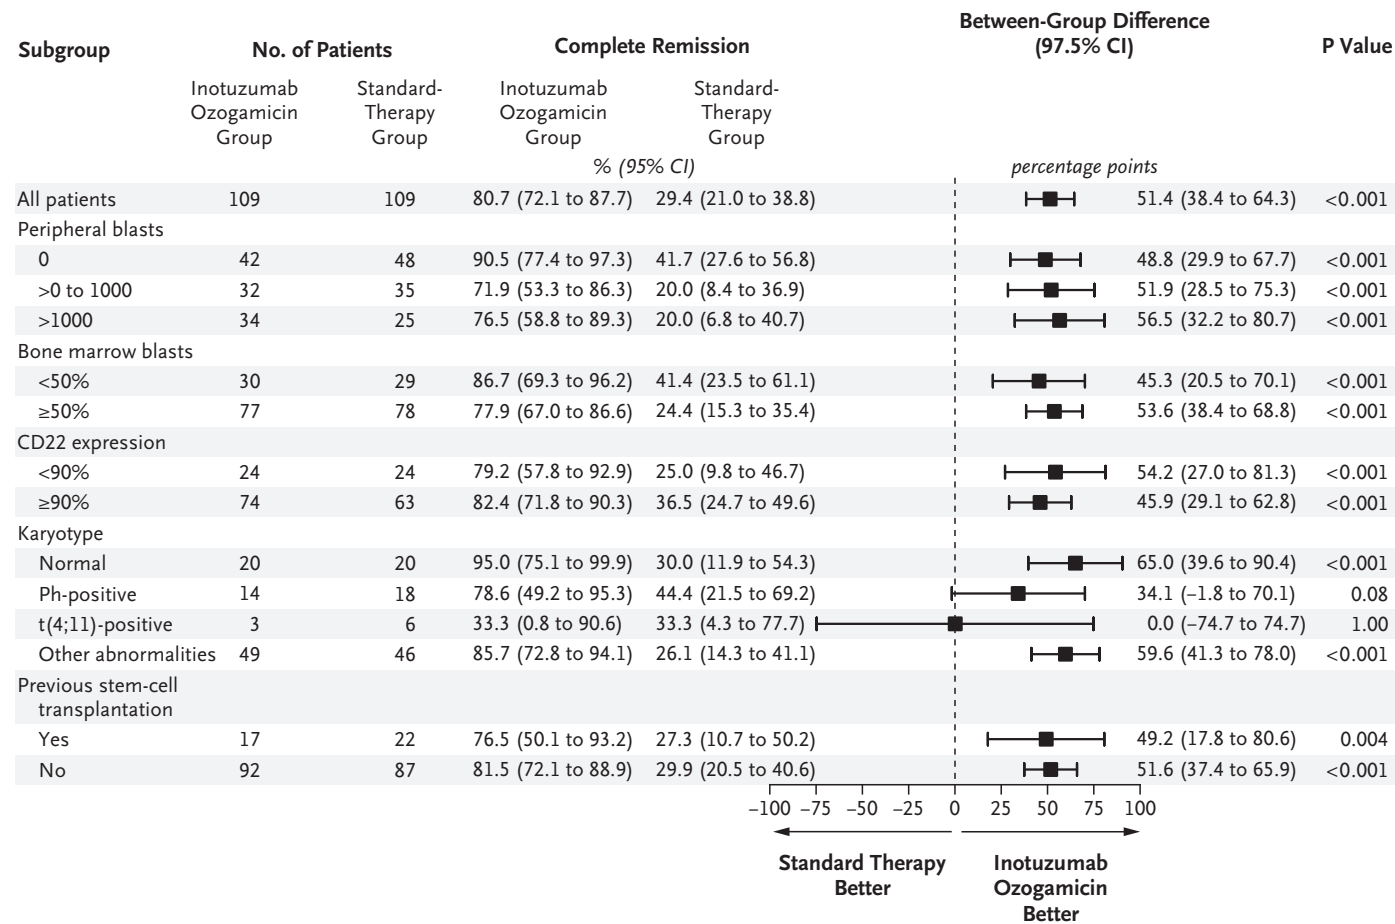 Subgroup No. of Patients Complete Remission Between-Group Difference (97.5% CI) P Value
Inotuzumab Ozogamicin Group Standard-Therapy Group Inotuzumab Ozogamicin Group Standard-Therapy Group
% (95% CI) percentage points
All patients 109 109 80.7 (72.1 to 87.7) 29.4 (21.0 to 38.8) 51.4 (38.4 to 64.3) <0.001
Peripheral blasts
0 42 48 90.5 (77.4 to 97.3) 41.7 (27.6 to 56.8) 48.8 (29.9 to 67.7) <0.001
>0 to 1000 32 35 71.9 (53.3 to 86.3) 20.0 (8.4 to 36.9) 51.9 (28.5 to 75.3) <0.001
>1000 34 25 76.5 (58.8 to 89.3) 20.0 (6.8 to 40.7) 56.5 (32.2 to 80.7) <0.001
Bone marrow blasts
<50% 30 29 86.7 (69.3 to 96.2) 41.4 (23.5 to 61.1) 45.3 (20.5 to 70.1) <0.001
≥50% 77 78 77.9 (67.0 to 86.6) 24.4 (15.3 to 35.4) 53.6 (38.4 to 68.8) <0.001
CD22 expression
<90% 24 24 79.2 (57.8 to 92.9) 25.0 (9.8 to 46.7) 54.2 (27.0 to 81.3) <0.001
≥90% 74 63 82.4 (71.8 to 90.3) 36.5 (24.7 to 49.6) 45.9 (29.1 to 62.8) <0.001
Karyotype
Normal 20 20 95.0 (75.1 to 99.9) 30.0 (11.9 to 54.3) 65.0 (39.6 to 90.4) <0.001
Ph-positive 14 18 78.6 (49.2 to 95.3) 44.4 (21.5 to 69.2) 34.1 (–1.8 to 70.1) 0.08
t(4;11)-positive 3 6 33.3 (0.8 to 90.6) 33.3 (4.3 to 77.7) 0.0 (–74.7 to 74.7) 1.00
Other abnormalities 49 46 85.7 (72.8 to 94.1) 26.1 (14.3 to 41.1) 59.6 (41.3 to 78.0) <0.001
Previous stem-cell
transplantation
Yes 17 22 76.5 (50.1 to 93.2) 27.3 (10.7 to 50.2) 49.2 (17.8 to 80.6) 0.004
No 92 87 81.5 (72.1 to 88.9) 29.9 (20.5 to 40.6) 51.6 (37.4 to 65.9) <0.001
–100 –75 –50 –25 0 25 50 75 100
Standard Therapy
Better
Inotuzumab
Ozogamicin
Better